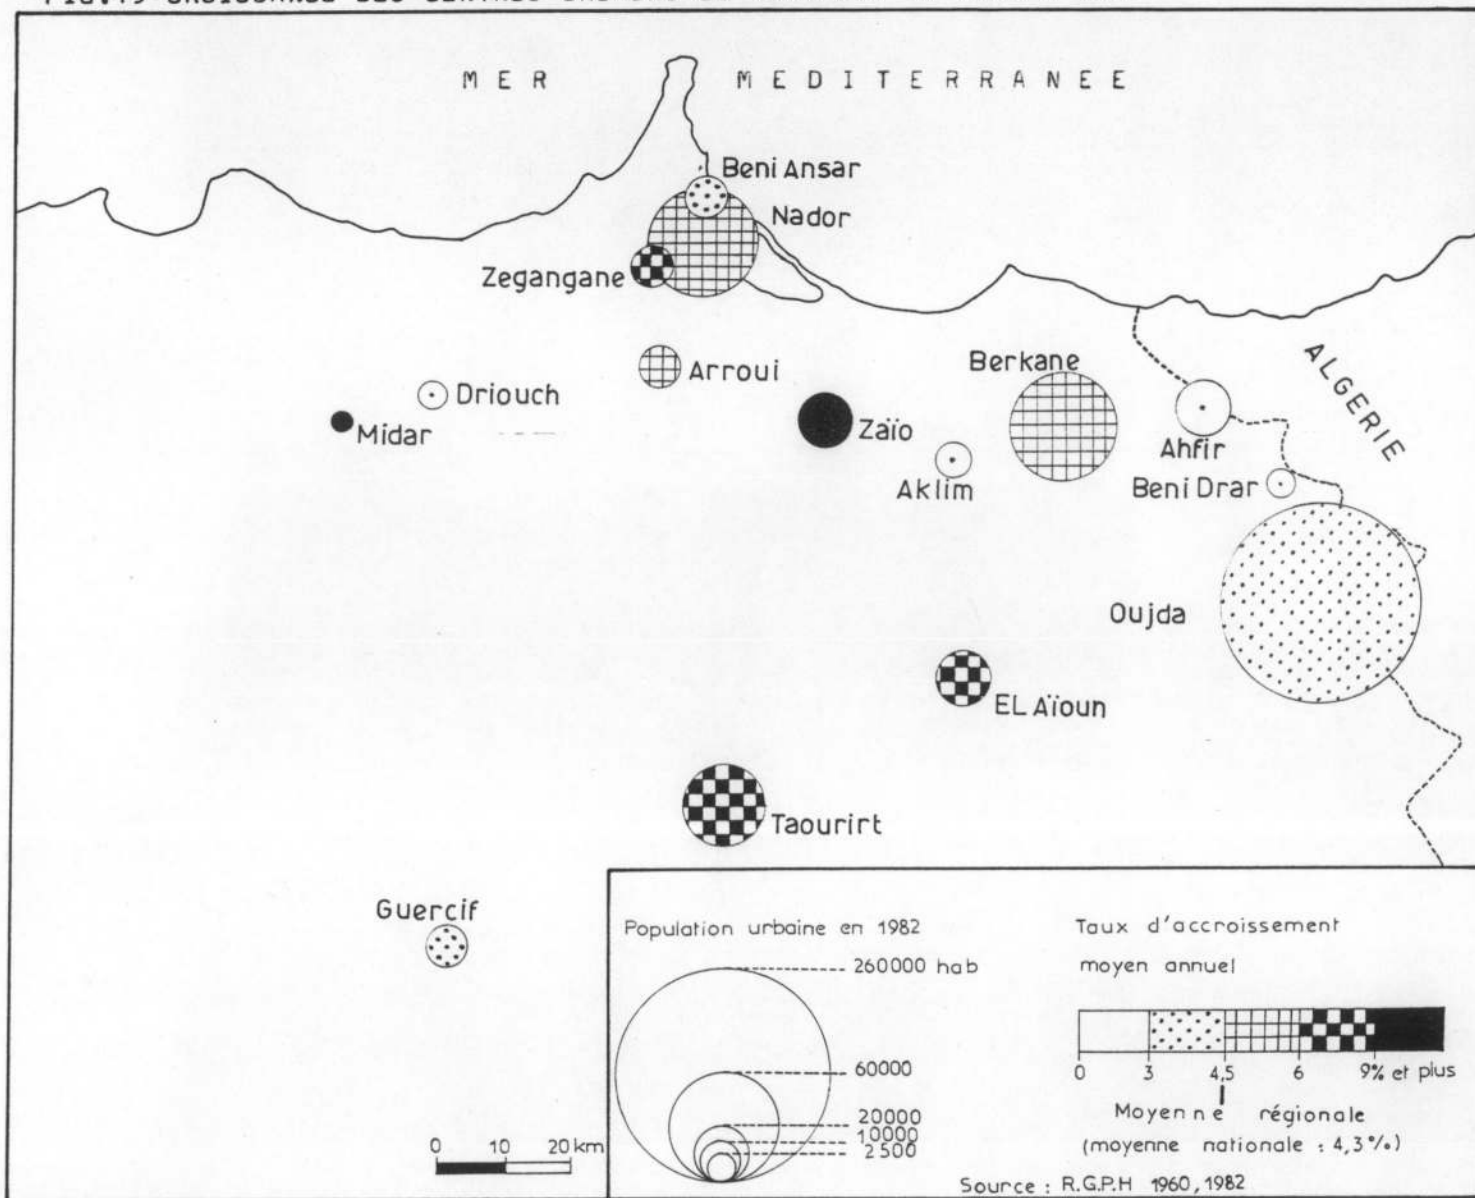 MER MEDITERRANEE
Beni Ansar
Nador
Zegangane
Arroui
Berkane
ALGERIE
Driouch
Midar
Zaïo
Ahfir
Aklim
Beni Drar
Oujda
EL Aïoun
Taourirt
Guercif
Population urbaine en 1982
260000 hab
60000
20000
10000
2500
Taux d'accroissement
moyen annuel
0 3 4,5 6 9% et plus
Moyenne régionale
(moyenne nationale : 4,3%)
0 10 20km
Source : R.G.P.H 1960, 1982